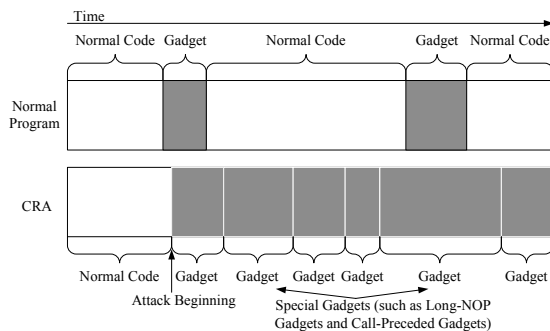 Time
Normal Code Gadget Normal Code Gadget Normal Code
Normal
Program
CRA
Normal Code Gadget Gadget Gadget Gadget Gadget Gadget
Attack Beginning
Special Gadgets (such as Long-NOP
Gadgets and Call-Preceded Gadgets)